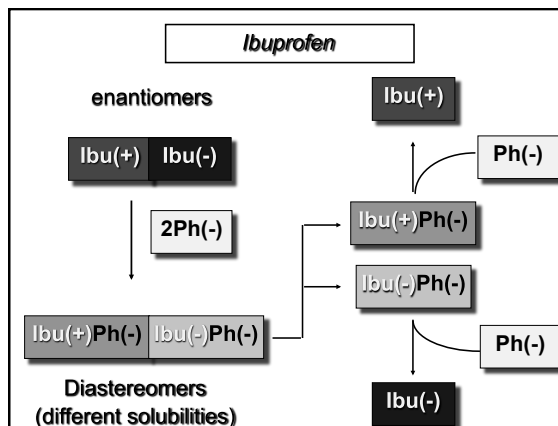 Ibuprofen
enantiomers
Ibu(+) Ibu(-)
2Ph(-)
Ibu(+)Ph(-) Ibu(-)Ph(-)
Diastereomers
(different solubilities)
Ibu(+)
Ph(-)
Ibu(+)Ph(-)
Ibu(-)Ph(-)
Ph(-)
Ibu(-)